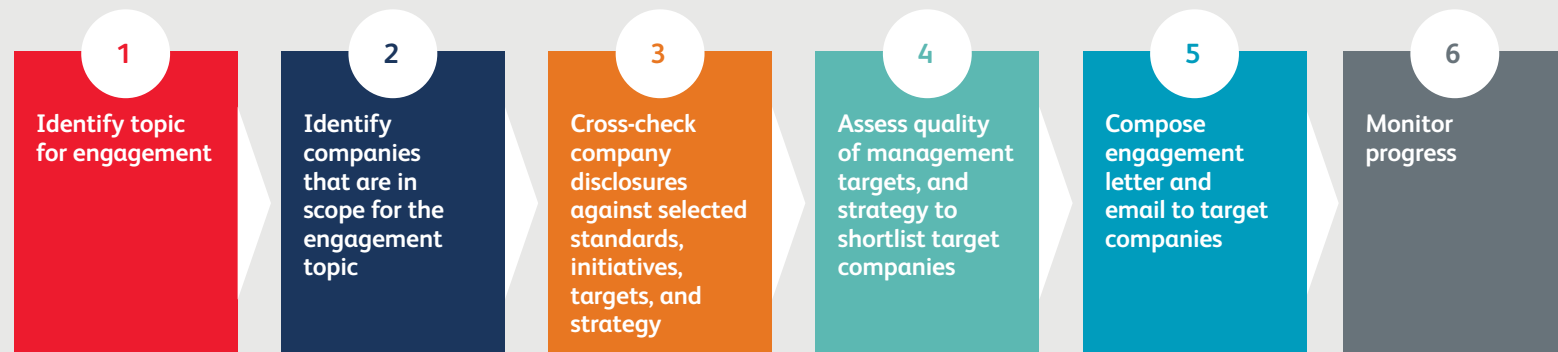 1
Identify topic
for engagement
2
Identify
companies
that are in
scope for the
engagement
topic
3
Cross-check
company
disclosures
against selected
standards,
initiatives,
targets, and
strategy
4
Assess quality
of management
targets, and
strategy to
shortlist target
companies
5
Compose
engagement
letter and
email to target
companies
6
Monitor
progress